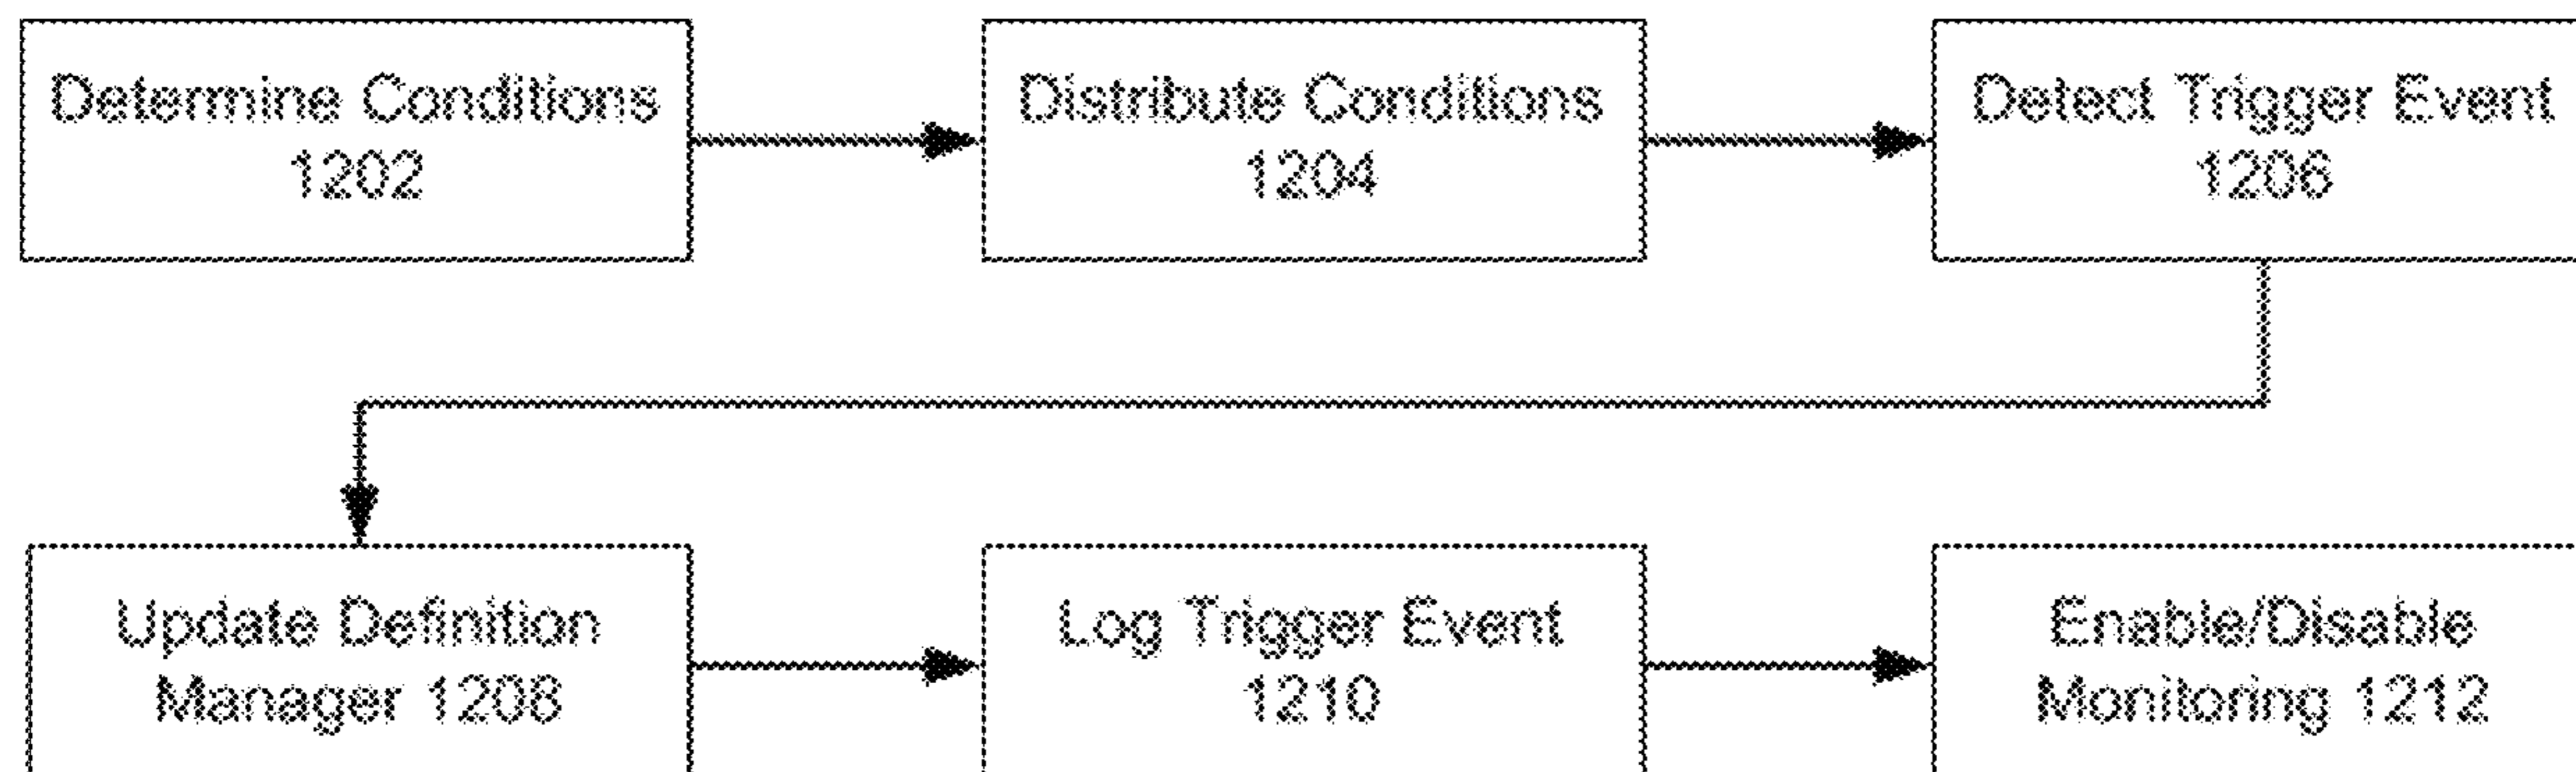 Determine Conditions
1202
Distribute Conditions
1204
Detect Trigger Event
1206
Update Definition
Manager 1208
Log Trigger Event
1210
Enable/Disable
Monitoring 1212